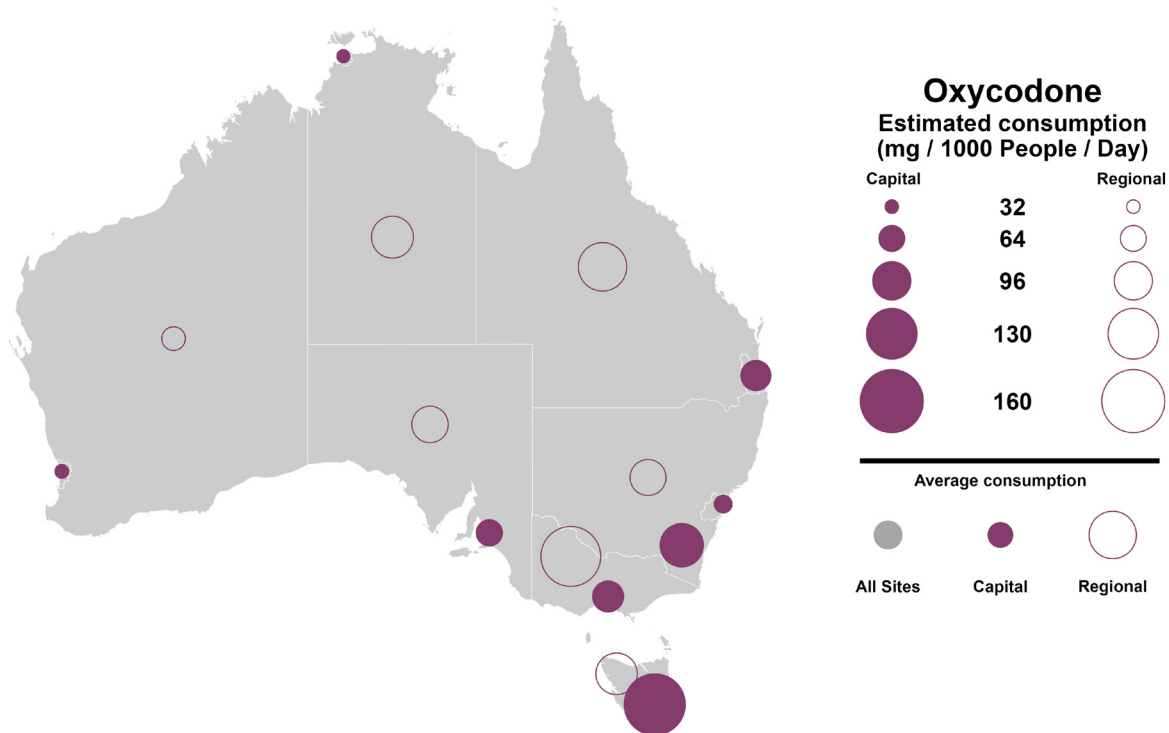 Oxycodone
Estimated consumption
(mg / 1000 People / Day)
Capital Regional
32
64
96
130
160
Average consumption
All Sites Capital Regional